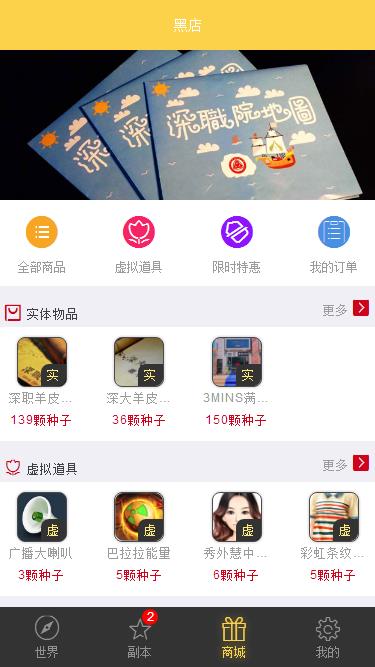 黑店
深職院地圖
全部商品
虚拟道具
限时特惠
我的订单
实体物品
更多
实
实
实
深职羊皮...
深大羊皮...
3MINS满...
139颗种子
36颗种子
150颗种子
虚拟道具
更多
虚
虚
虚
虚
广播大喇叭
巴拉拉能量
秀外慧中...
彩虹条纹...
3颗种子
5颗种子
6颗种子
5颗种子
2
世界
副本
商城
我的